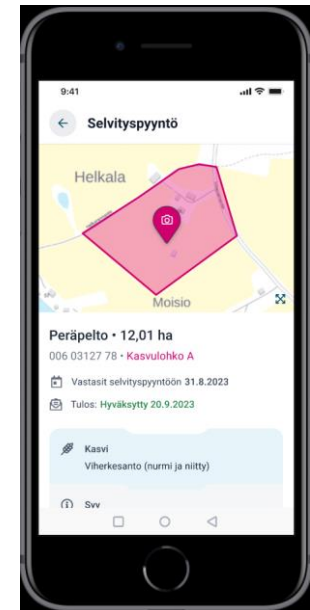 9:41
Selvityspyyntö
Helkala
Moisio
Peräpelto • 12,01 ha
006 03127 78 • Kasvulohko A
Vastasit selvityspyyntöön 31.8.2023
Tulos: Hyväksytty 20.9.2023
Kasvi
Viherkesanto (nurmi ja niitty)
Syy